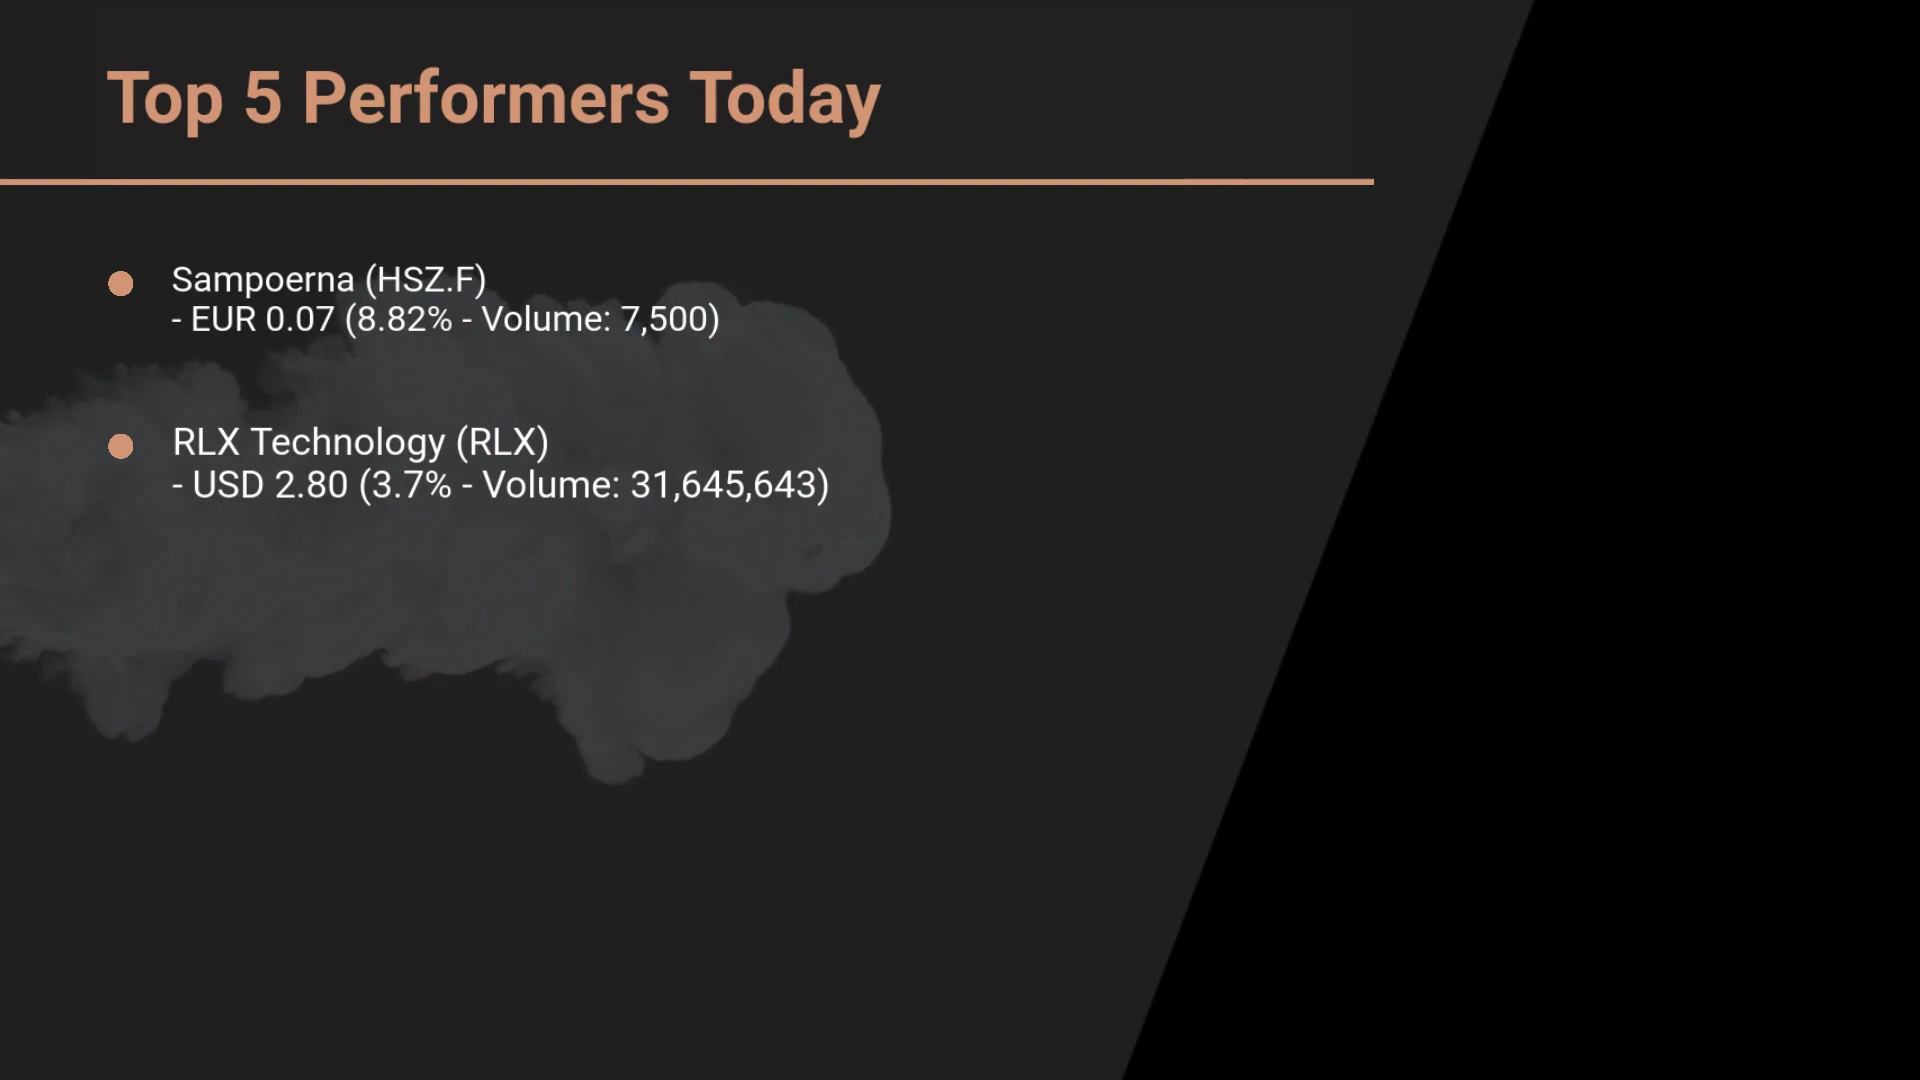 Top 5 Performers Today
Sampoerna (HSZ.F)
- EUR 0.07 (8.82% - Volume: 7,500)
RLX Technology (RLX)
- USD 2.80 (3.7% - Volume: 31,645,643)